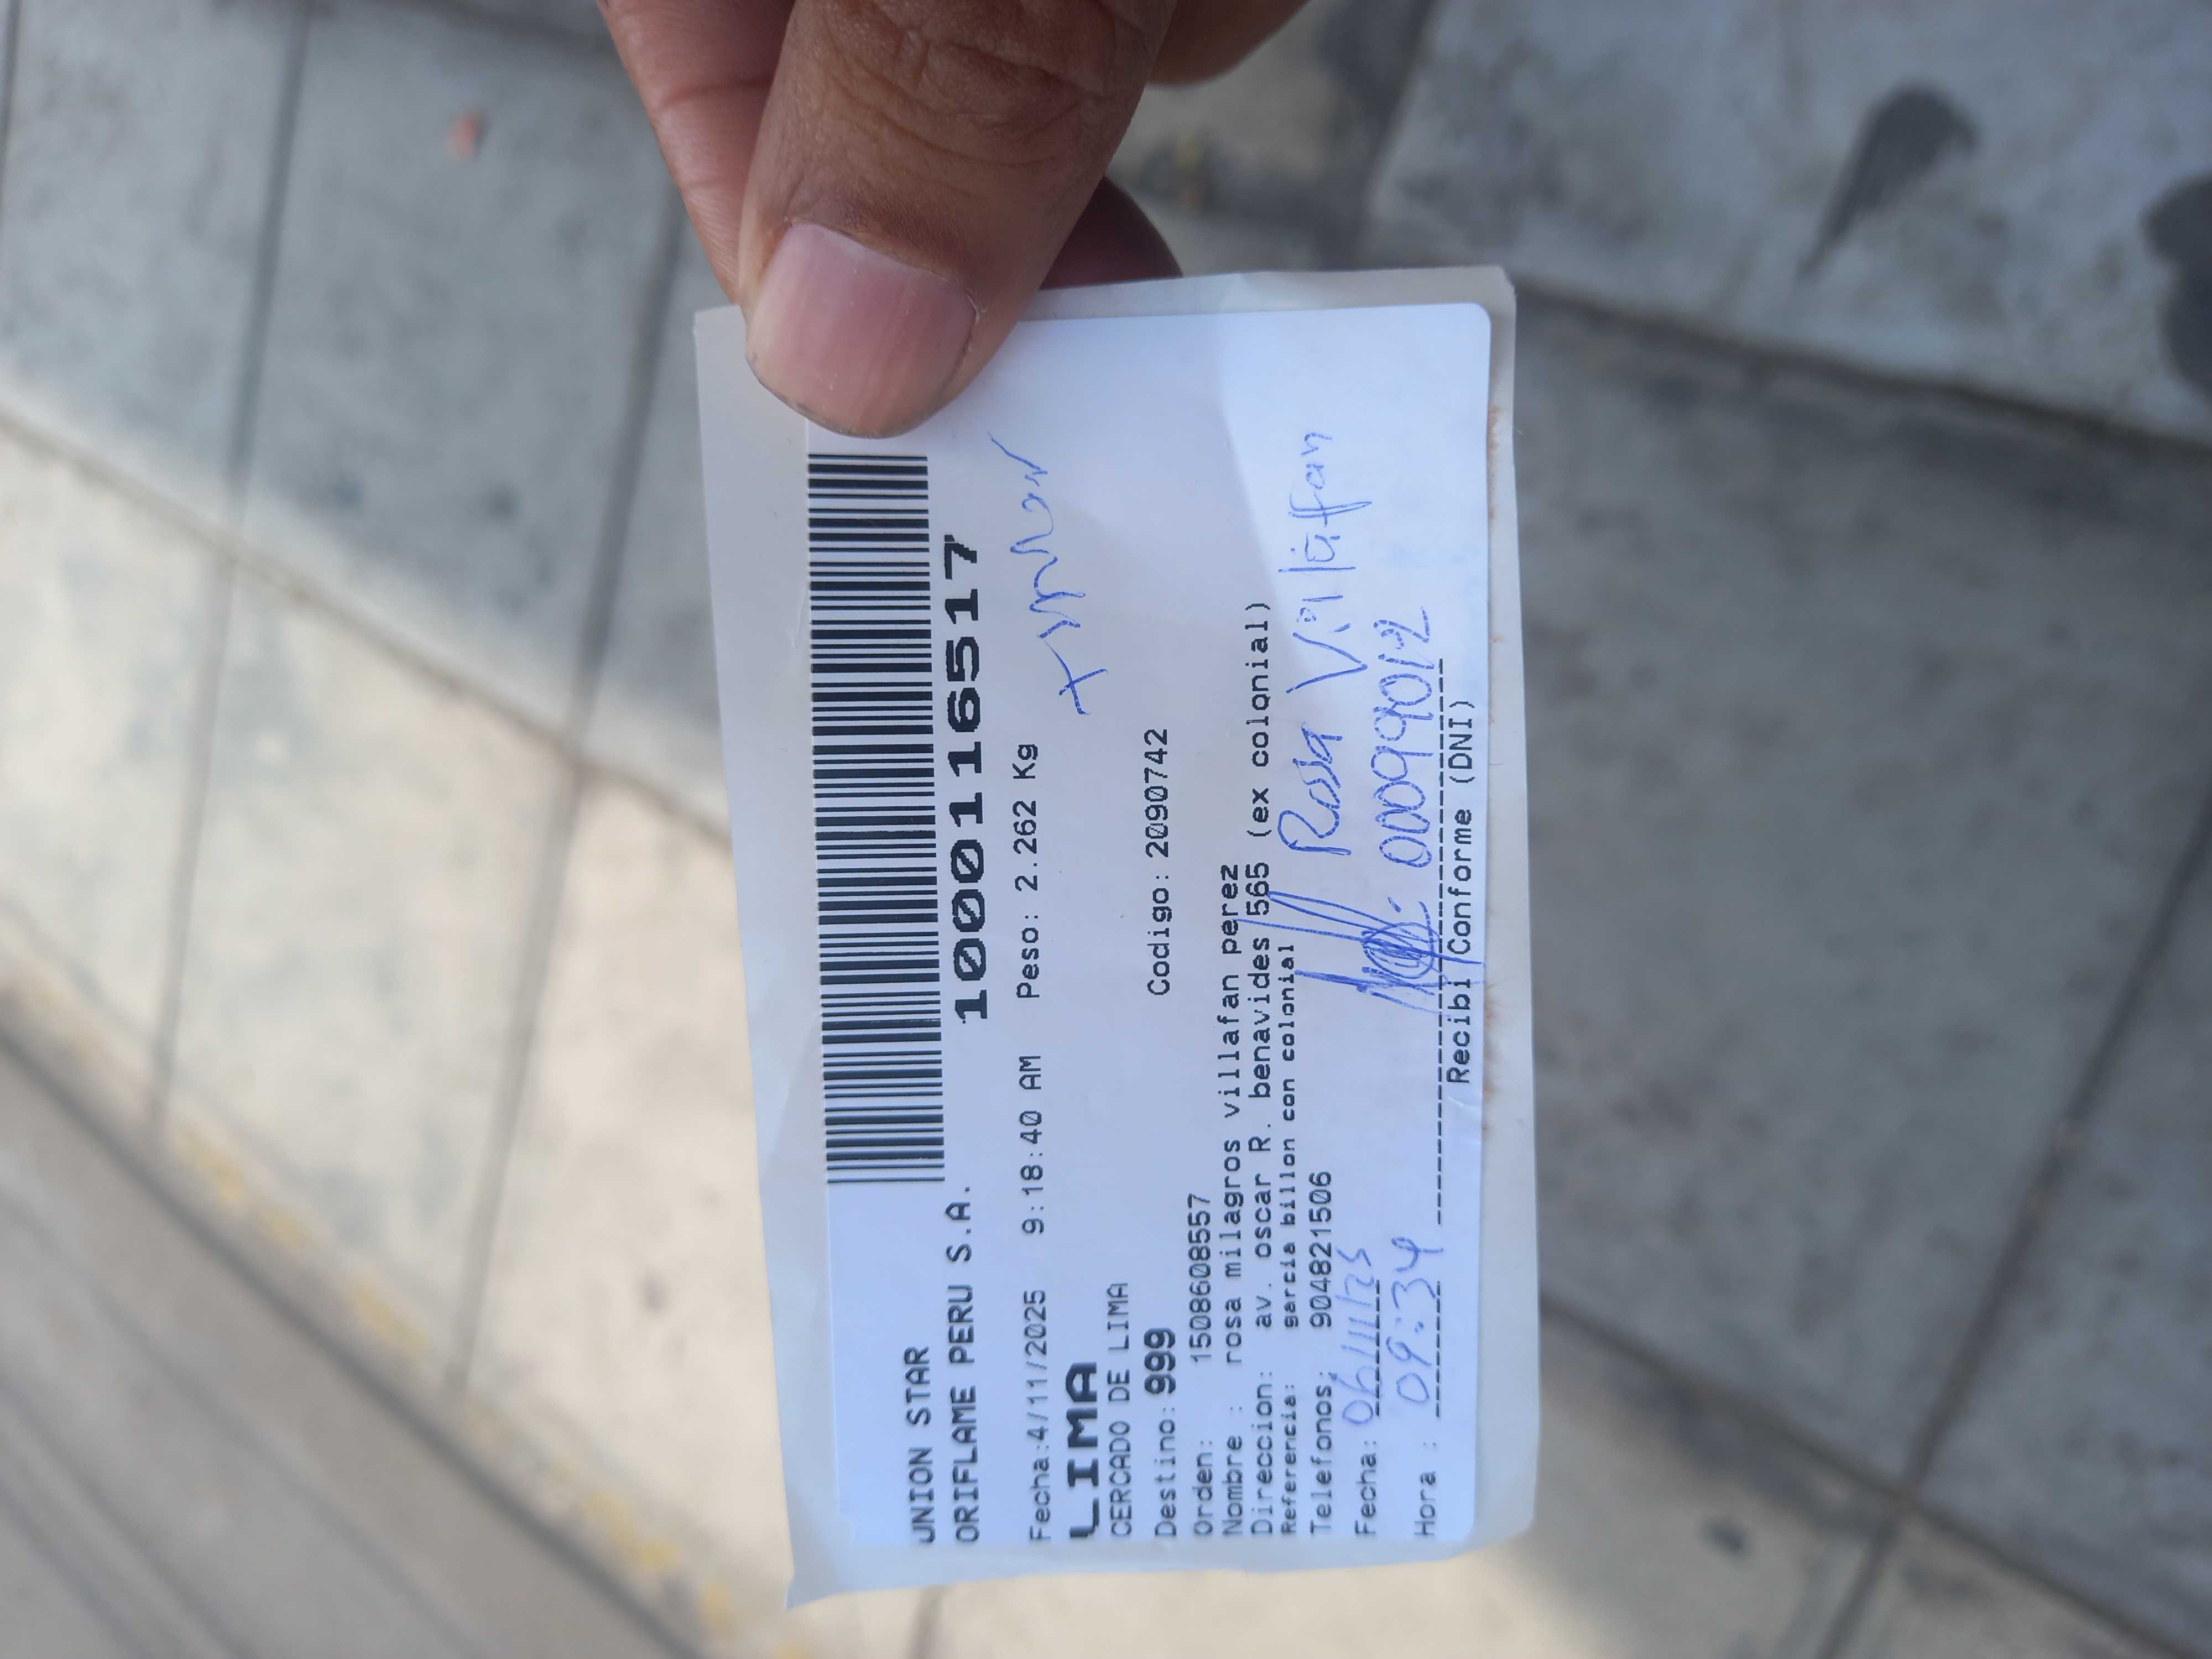 UNION STAR
ORIFLAME PERU S.A. 1000116517
Fecha:4/11/2025 9:18:40 AM Peso: 2.262 Kg
LIMA
CERCADO DE LIMA
Destino: 999 Codigo: 2090742
Orden: 1508608557
Nombre : rosa milagros villafan perez
Direccion: av. oscar R. benavides 565 (ex colonial)
Referencia: garcia billon con colonial
Telefonos: 904821506
Rosa Villaffan
Fecha: 06/11/25
Hora : 09:34
Recibi Conforme (DNI)